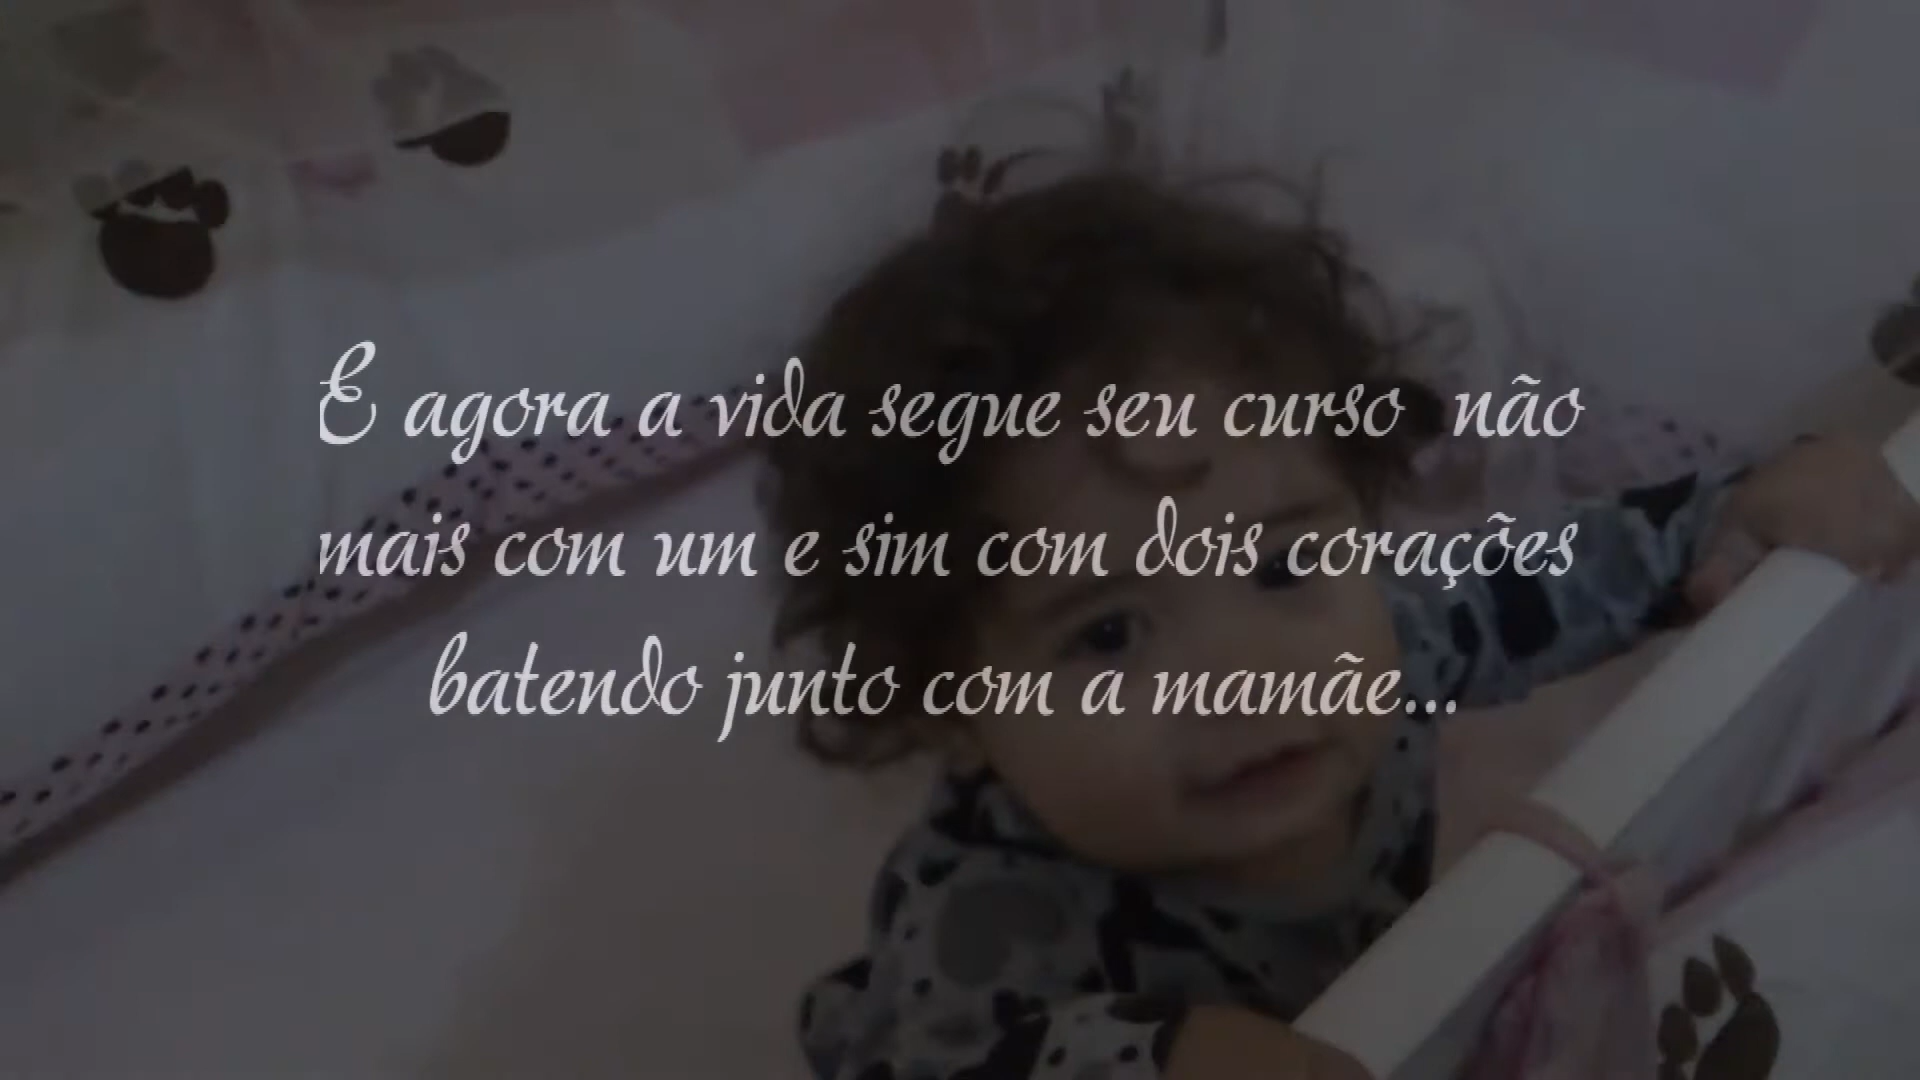 E agora a vida segue seu curso  não
mais com um e sim com dois corações
batendo junto com a mamãe...